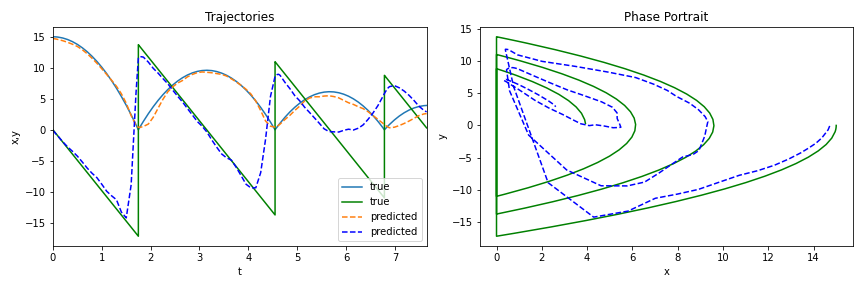 Trajectories
15
10
5
0
−5
−10
−15
x,y
0 1 2 3 4 5 6 7
t
true
true
predicted
predicted
Phase Portrait
15
10
5
0
−5
−10
−15
y
0 2 4 6 8 10 12 14
x